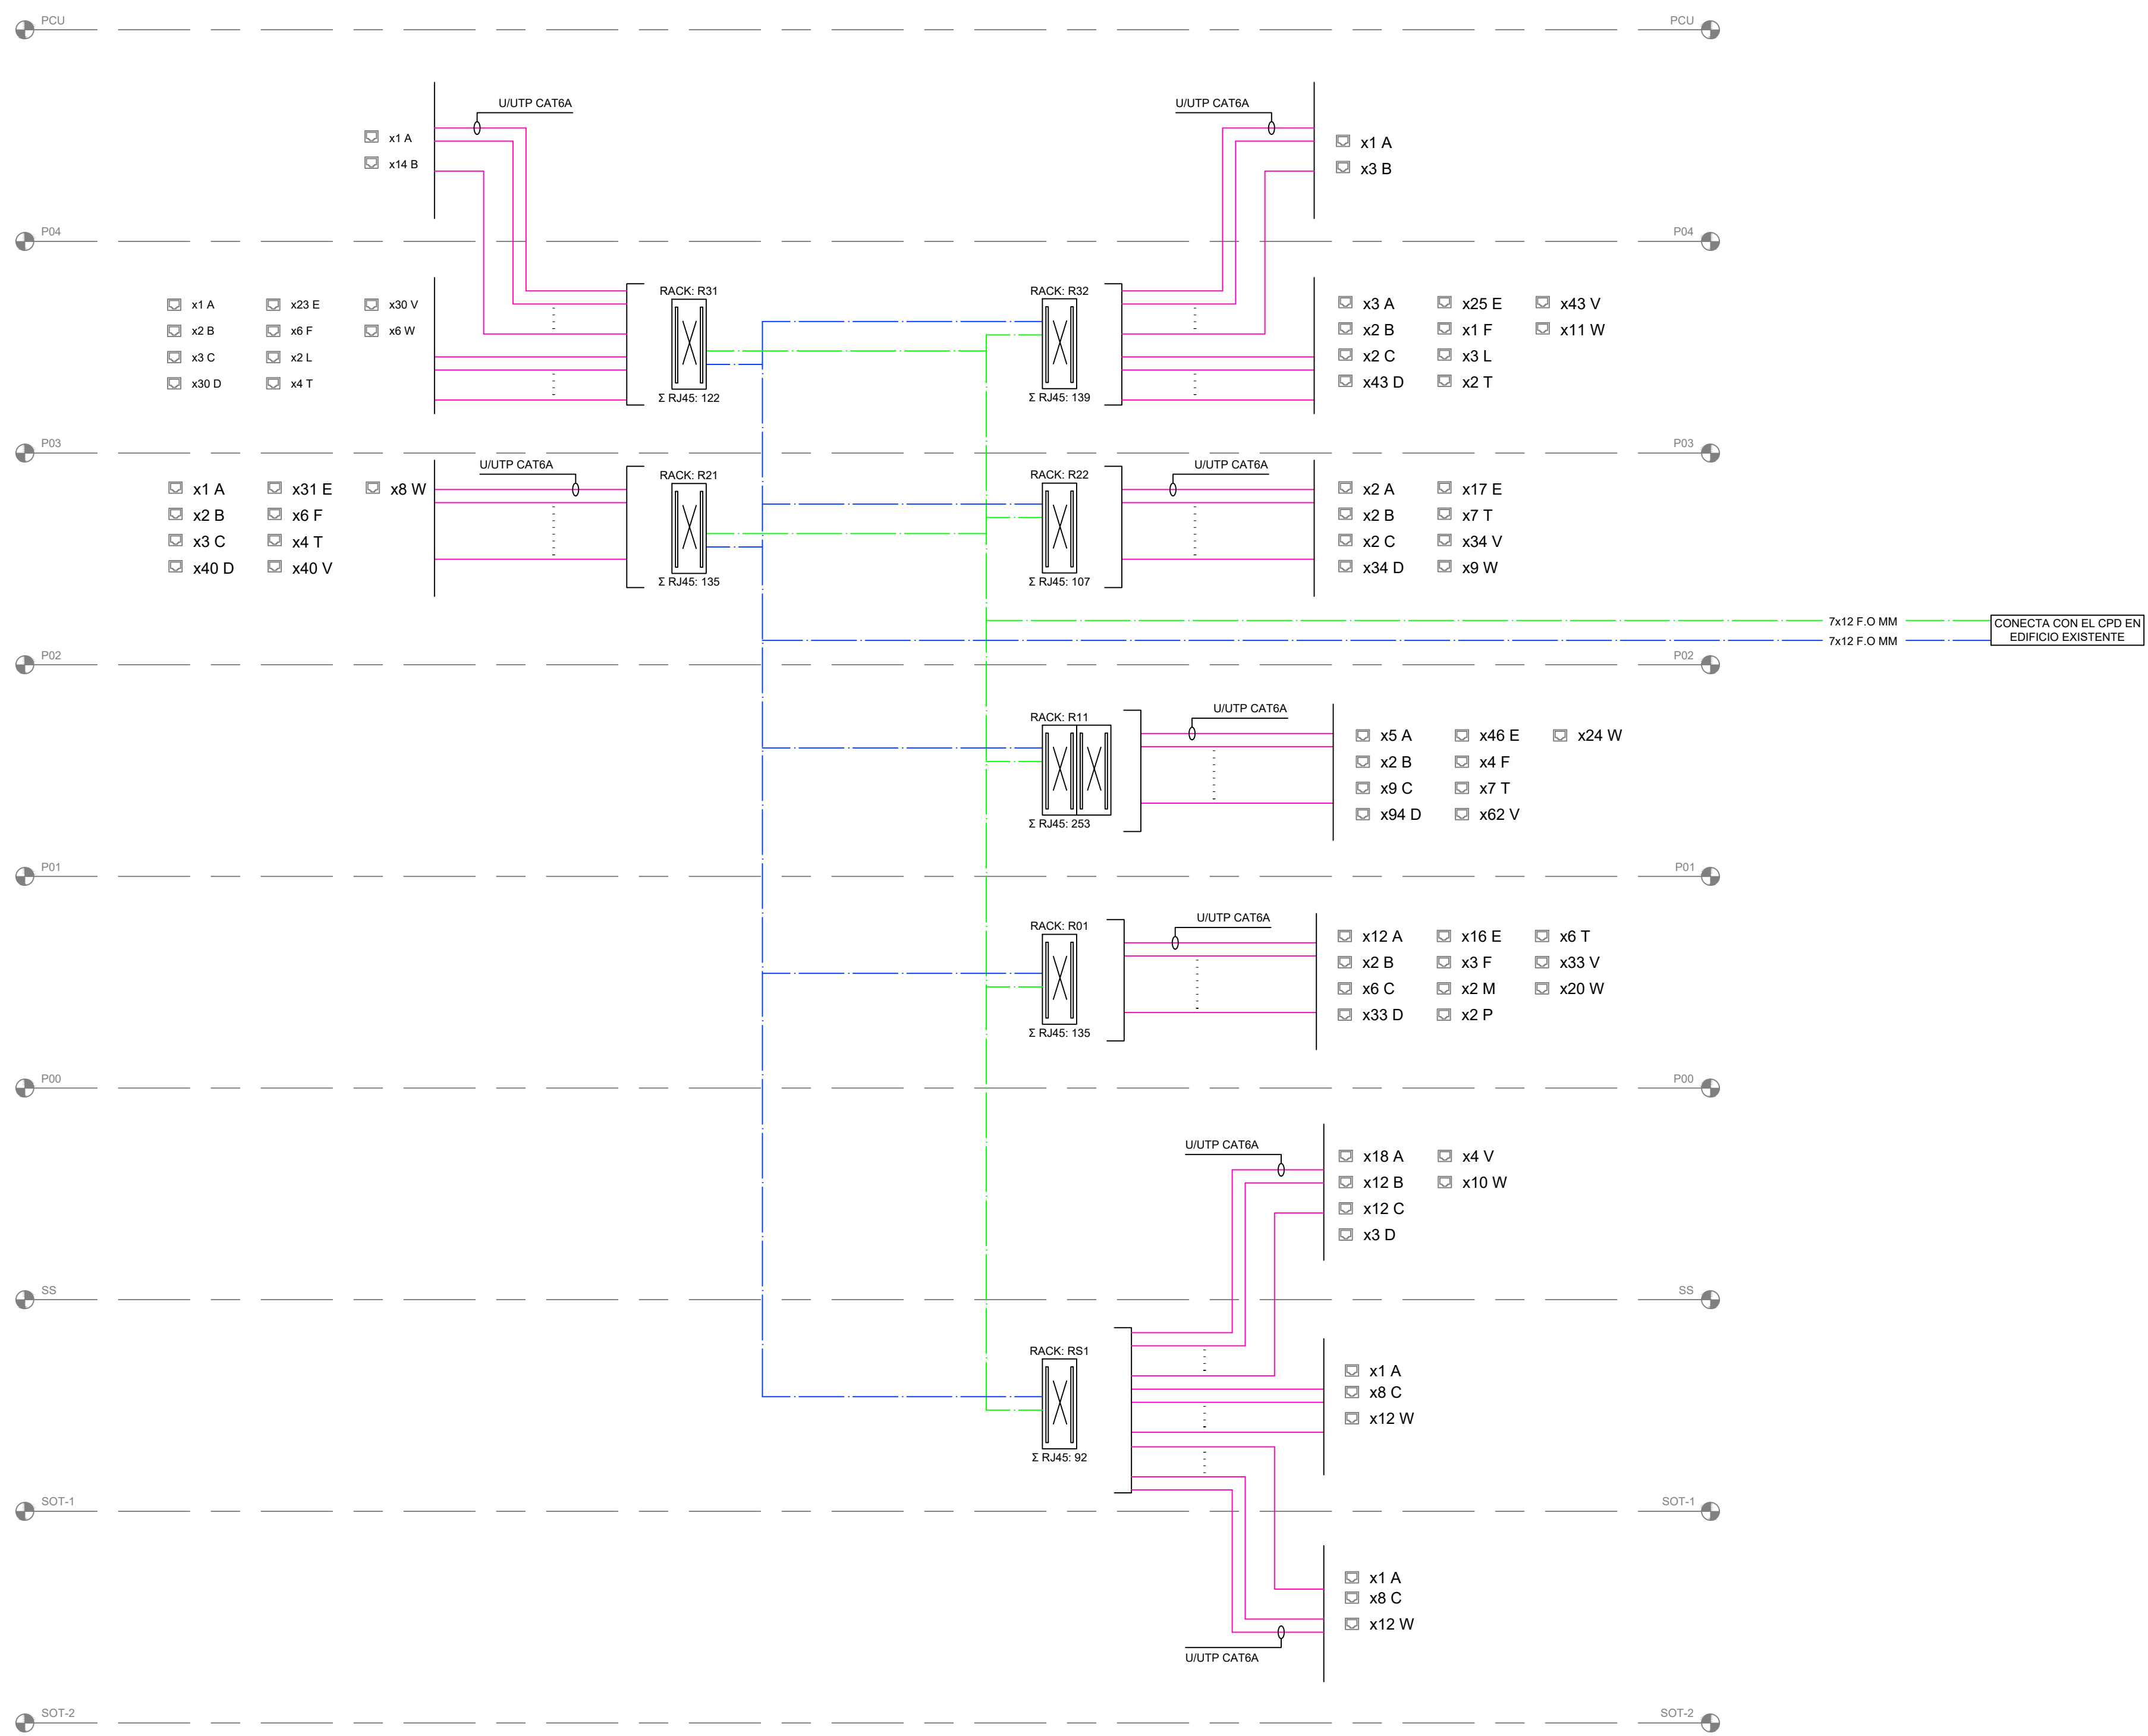 PCU PCU
U/UTP CAT6A U/UTP CAT6A
x1 A
x14 B
x1 A
x3 B
P04 P04
x1 A x23 E x30 V
x2 B x6 F x6 W
x3 C x2 L
x30 D x4 T
RACK: R31
Σ RJ45: 122
RACK: R32
Σ RJ45: 139
x3 A x25 E x43 V
x2 B x1 F x11 W
x2 C x3 L
x43 D x2 T
P03 P03
x1 A x31 E x8 W
x2 B x6 F
x3 C x4 T
x40 D x40 V
U/UTP CAT6A
RACK: R21
Σ RJ45: 135
RACK: R22
Σ RJ45: 107
U/UTP CAT6A
x2 A x17 E
x2 B x7 T
x2 C x34 V
x34 D x9 W
7x12 F.O MM
7x12 F.O MM
CONECTA CON EL CPD EN
EDIFICIO EXISTENTE
P02 P02
RACK: R11
Σ RJ45: 253
U/UTP CAT6A
x5 A x46 E x24 W
x2 B x4 F
x9 C x7 T
x94 D x62 V
P01 P01
RACK: R01
Σ RJ45: 135
U/UTP CAT6A
x12 A x16 E x6 T
x2 B x3 F x33 V
x6 C x2 M x20 W
x33 D x2 P
P00 P00
U/UTP CAT6A
x18 A x4 V
x12 B x10 W
x12 C
x3 D
SS SS
RACK: RS1
Σ RJ45: 92
x1 A
x8 C
x12 W
SOT-1 SOT-1
x1 A
x8 C
x12 W
U/UTP CAT6A
SOT-2 SOT-2